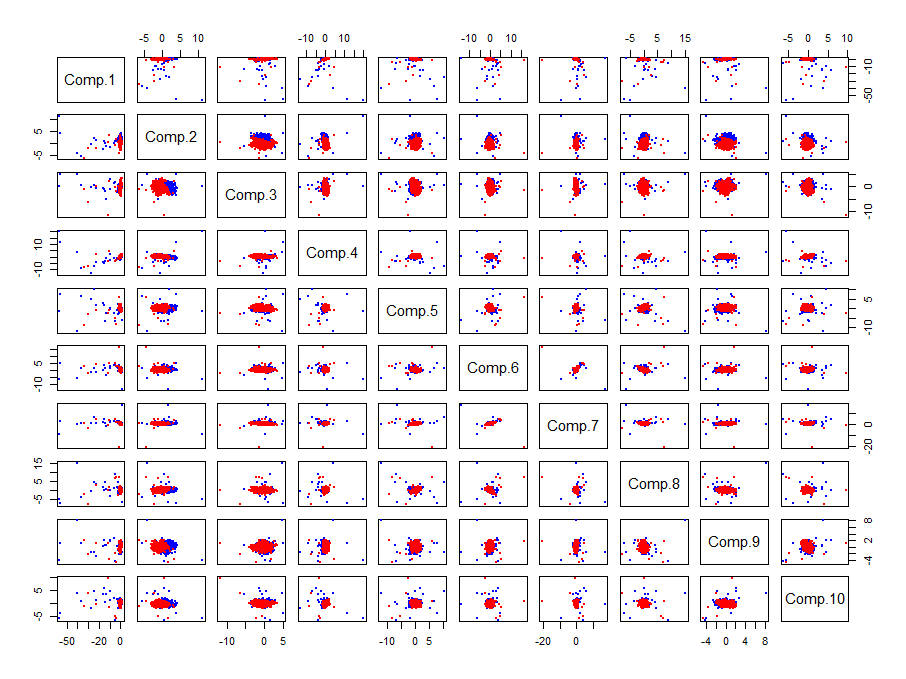 -5 0 5 10 -10 0 10 -10 0 10 -5 5 15 -5 0 5 10
Comp.1 -10
-50
5 Comp.2
-5
Comp.3 0
-10
10
Comp.4
-10
5
Comp.5
-10
5 Comp.6
-10
Comp.7 0
-20
15
5 Comp.8
-5
8
Comp.9 2
-4
5 Comp.10
-5
-50 -20 0 -10 0 5 -10 0 5 -20 0 -4 0 4 8